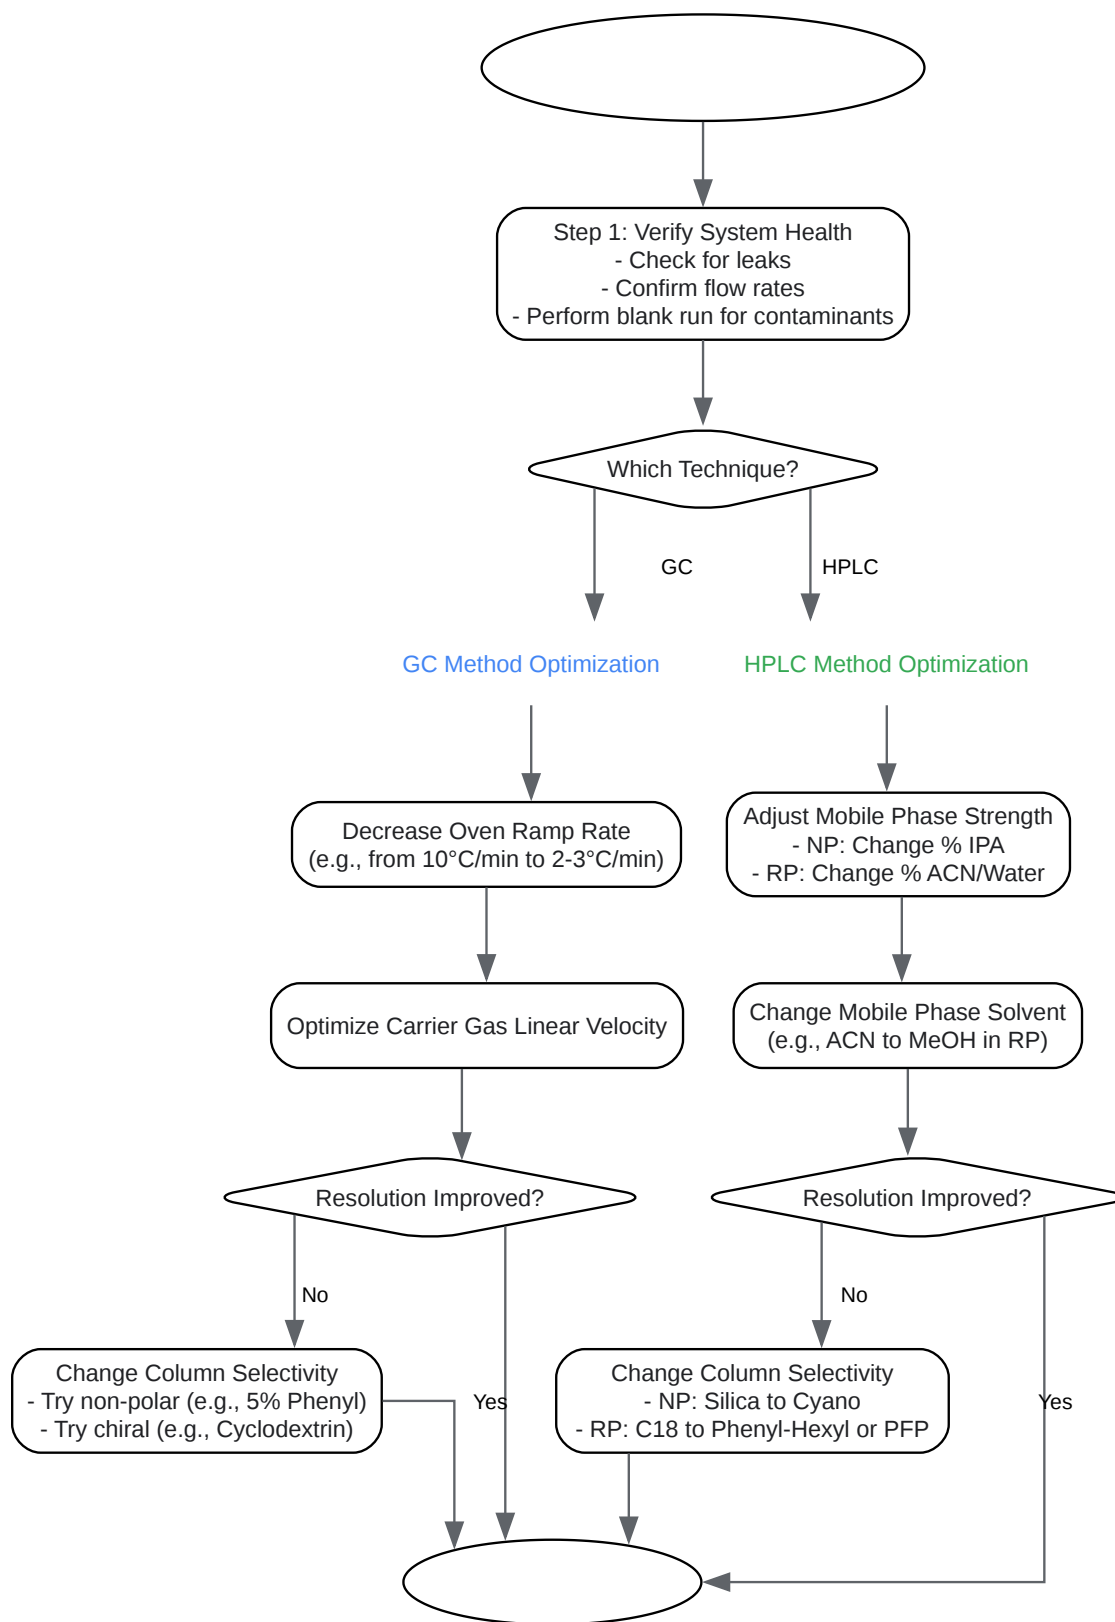 Step 1: Verify System Health
- Check for leaks
- Confirm flow rates
- Perform blank run for contaminants
Which Technique?
GC
HPLC
GC Method Optimization
HPLC Method Optimization
Decrease Oven Ramp Rate
(e.g., from 10°C/min to 2-3°C/min)
Adjust Mobile Phase Strength
- NP: Change % IPA
- RP: Change % ACN/Water
Optimize Carrier Gas Linear Velocity
Change Mobile Phase Solvent
(e.g., ACN to MeOH in RP)
Resolution Improved?
Resolution Improved?
No
No
Change Column Selectivity
- Try non-polar (e.g., 5% Phenyl)
- Try chiral (e.g., Cyclodextrin)
Yes
Change Column Selectivity
- NP: Silica to Cyano
- RP: C18 to Phenyl-Hexyl or PFP
Yes